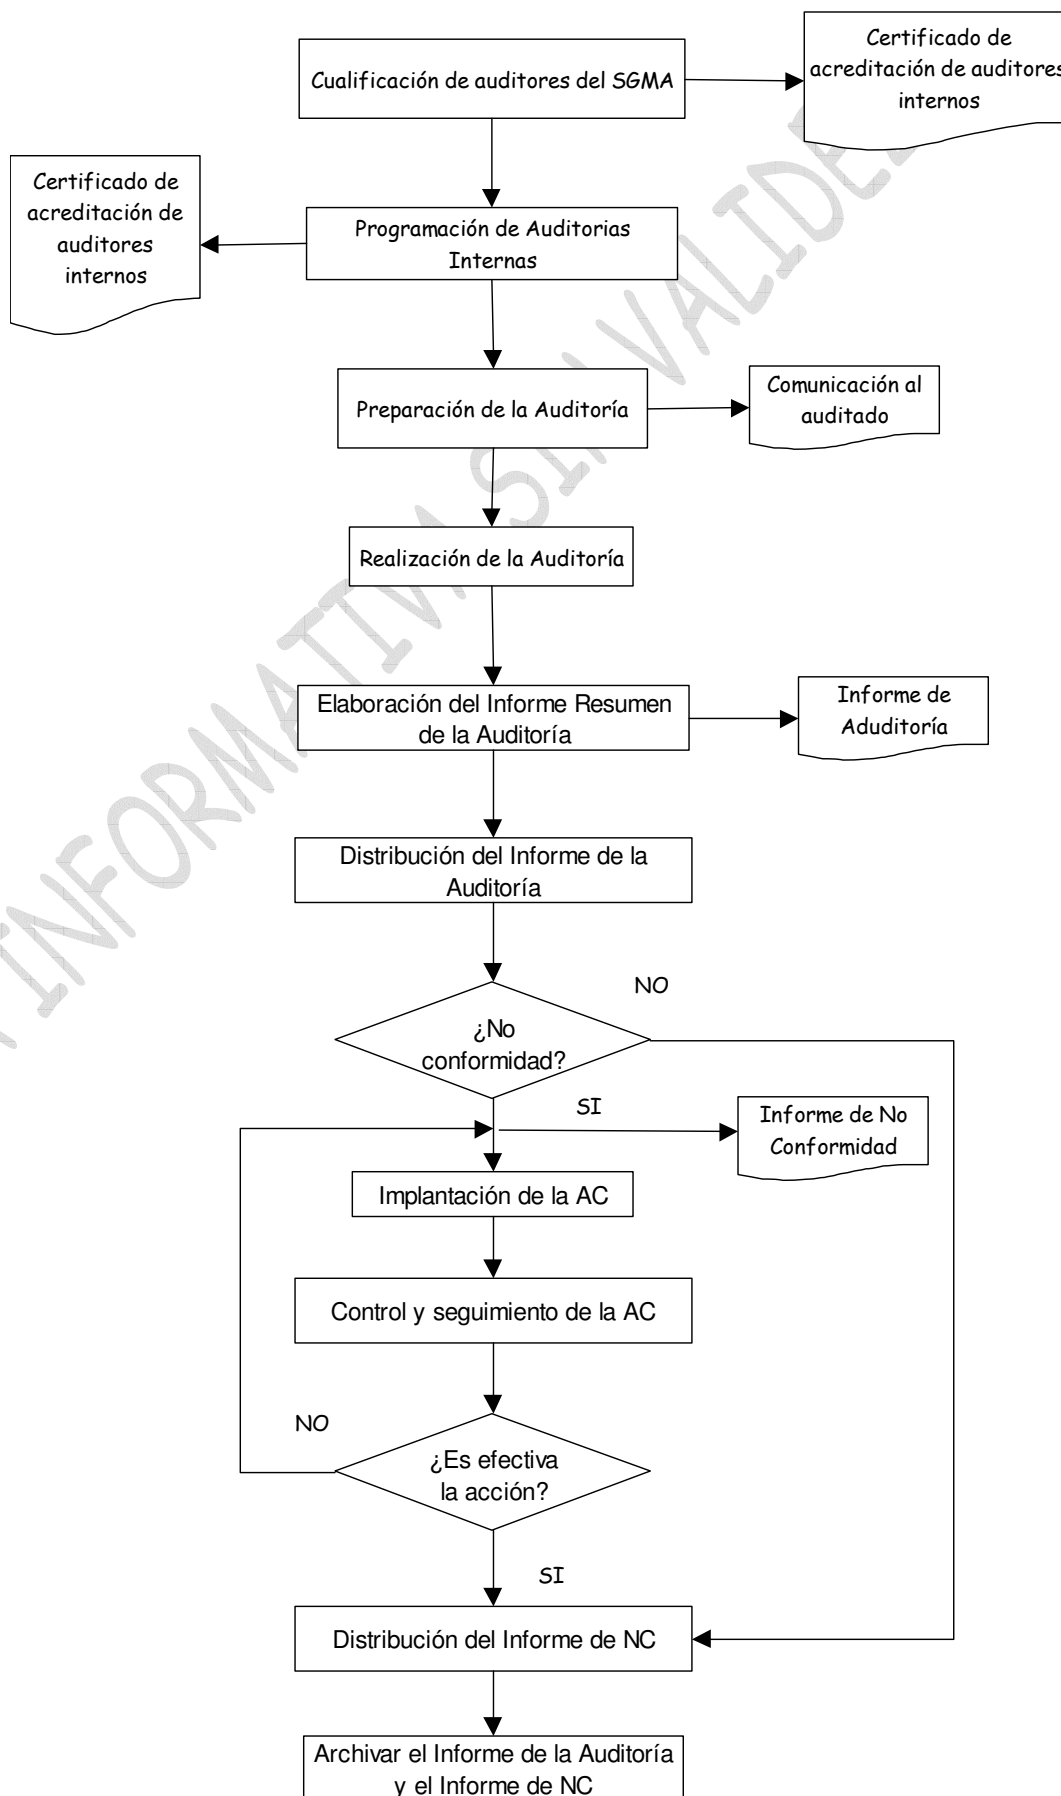 Cualificación de auditores del SGMA
Certificado de
acreditación de auditores
internos
Certificado de
acreditación de
auditores
internos
Programación de Auditorias
Internas
Preparación de la Auditoría
Comunicación al
auditado
Realización de la Auditoría
Elaboración del Informe Resumen
de la Auditoría
Informe de
Aduditoría
Distribución del Informe de la
Auditoría
¿No
conformidad?
NO
SI
Informe de No
Conformidad
Implantación de la AC
Control y seguimiento de la AC
¿Es efectiva
la acción?
NO
SI
Distribución del Informe de NC
Archivar el Informe de la Auditoría
y el Informe de NC
INFORMATIVA SIN VALIDEZ